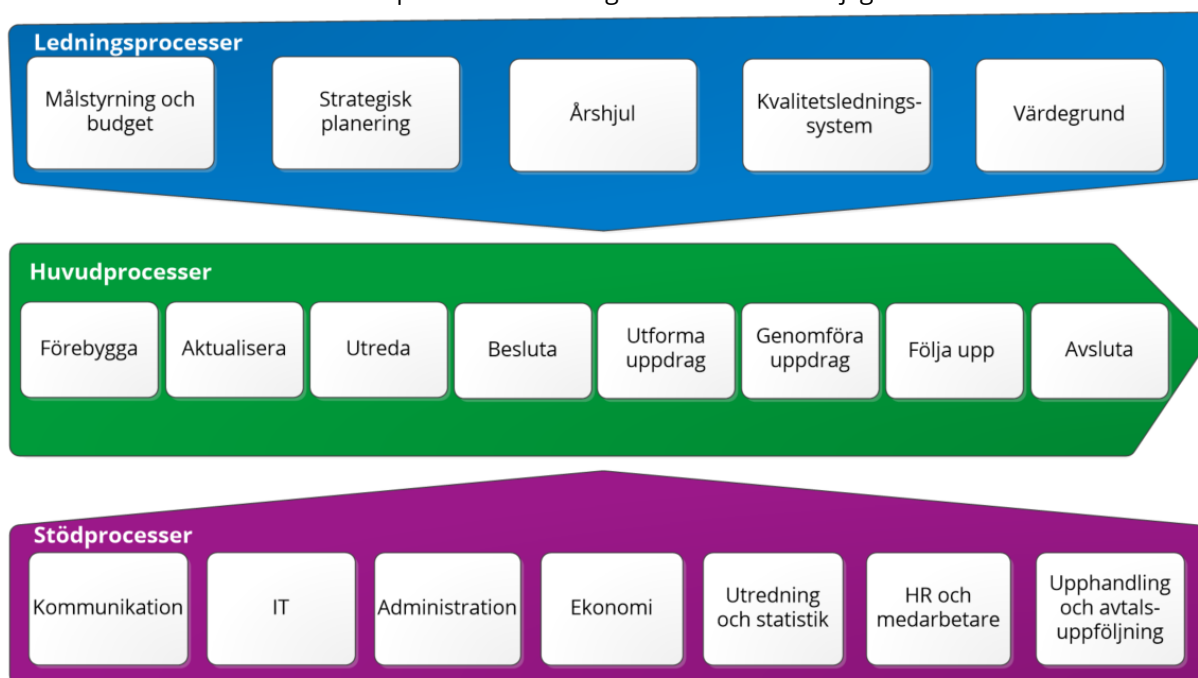 Ledningsprocesser
Målstyrning och
budget
Strategisk
planering
Årshjul
Kvalitetslednings-
system
Värdegrund
Huvudprocesser
Förebygga
Aktualisera
Utreda
Besluta
Utforma
uppdrag
Genomföra
uppdrag
Följa upp
Avsluta
Stödprocesser
Kommunikation
IT
Administration
Ekonomi
Utredning
och statistik
HR och
medarbetare
Upphandling
och avtals-
uppföljning